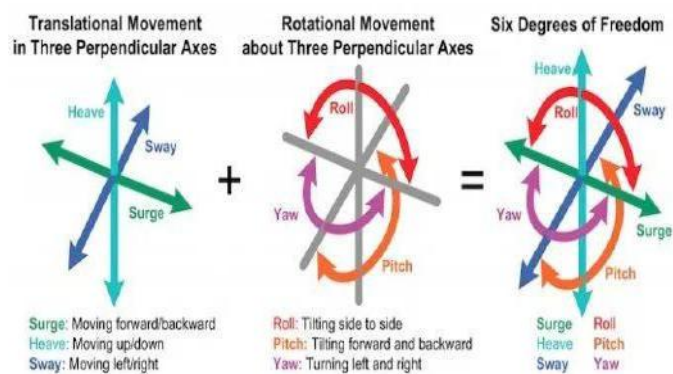 Translational Movement
in Three Perpendicular Axes
Heave
Sway
Surge
+
Rotational Movement
about Three Perpendicular Axes
Roll
Yaw
Pitch
=
Six Degrees of Freedom
Heave
Roll
Sway
Yaw
Surge
Pitch
Surge: Moving forward/backward
Heave: Moving up/down
Sway: Moving left/right
Roll: Tilting side to side
Pitch: Tilting forward and backward
Yaw: Turning left and right
Surge Roll
Heave Pitch
Sway Yaw